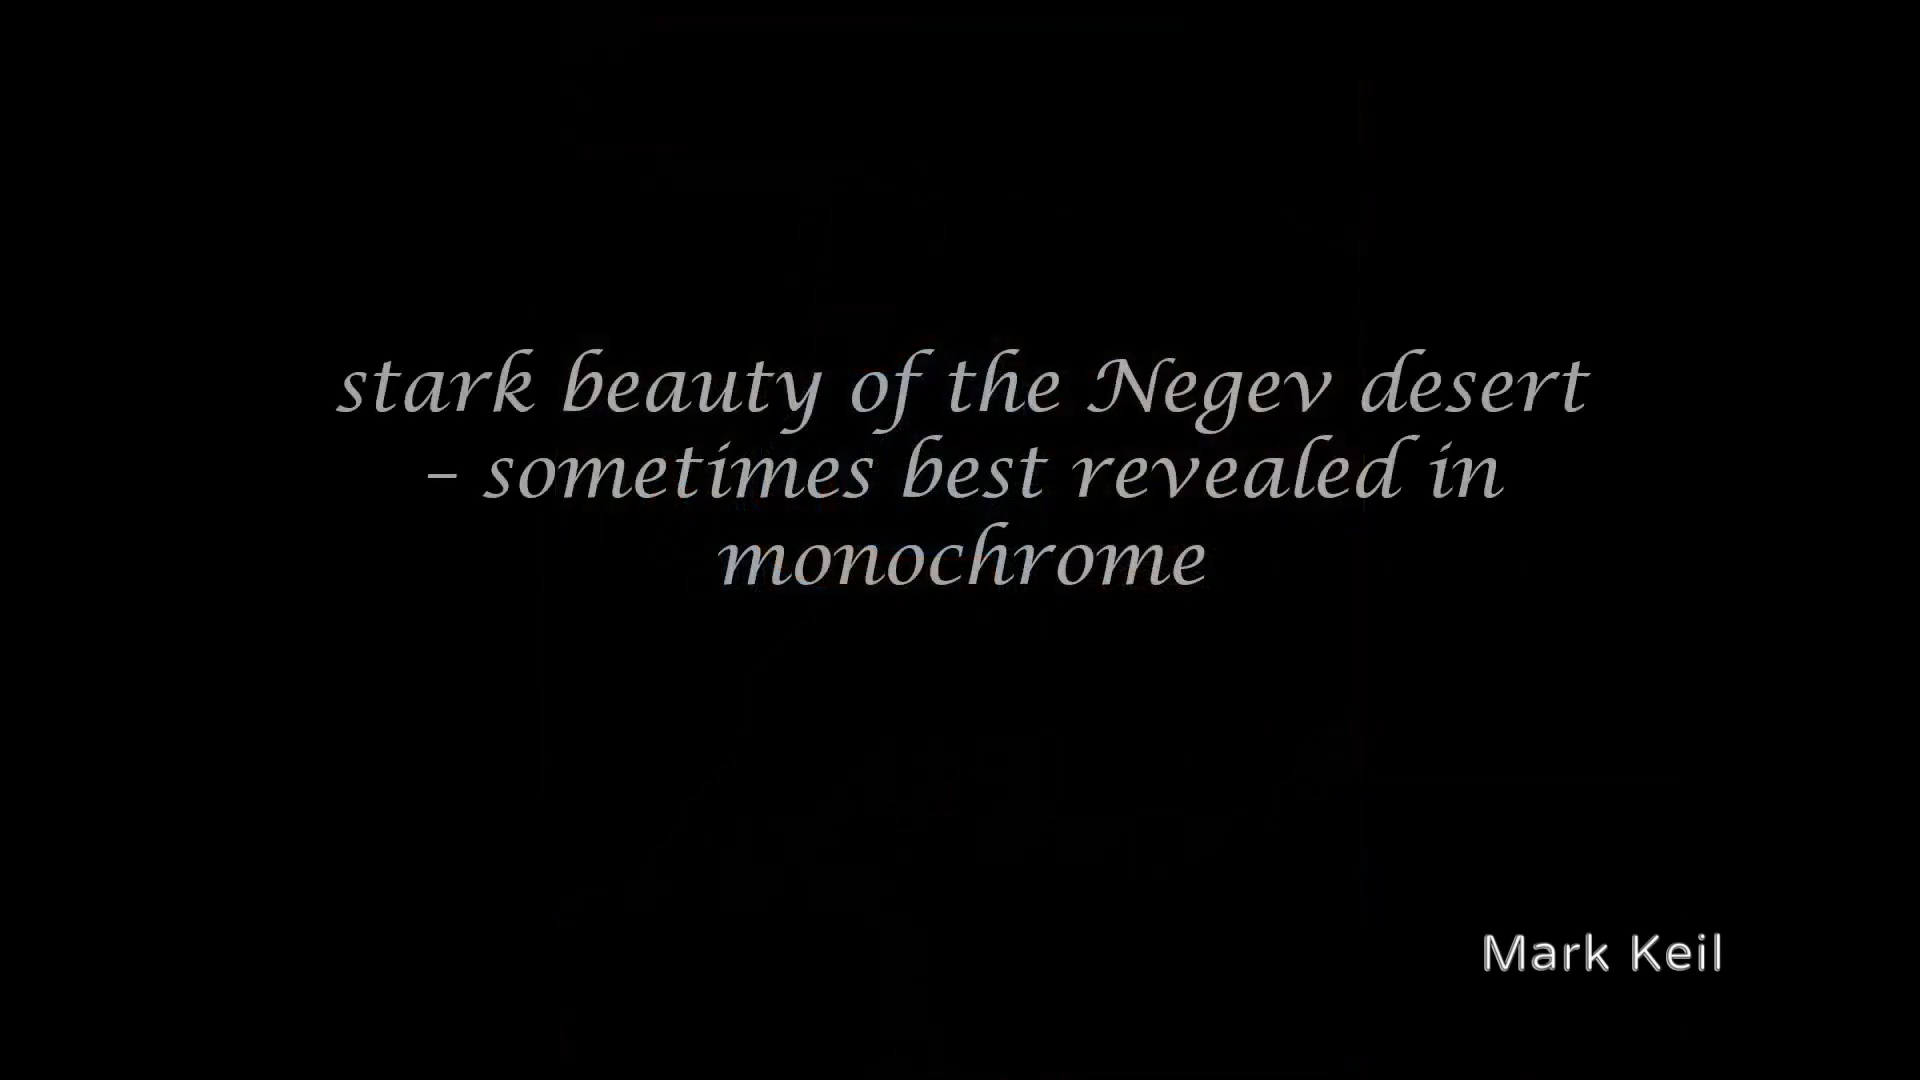 stark beauty of the Negev desert
– sometimes best revealed in
monochrome
Mark Keil